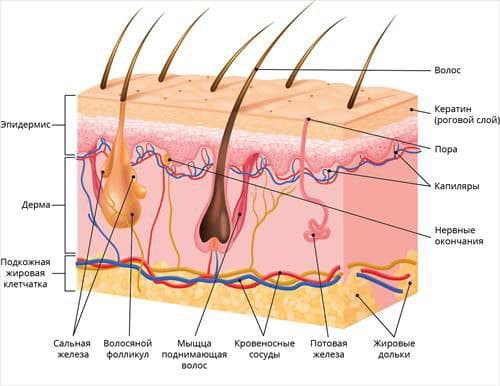 Волос
Кератин
(роговой слой)
Эпидермис
Пора
Капиляры
Дерма
Нервные
окончания
Подкожная
жировая
клетчатка
Сальная
железа
Волосяной
фолликул
Мыщца
поднимающая
волос
Кровеносные
сосуды
Потовая
железа
Жировые
дольки